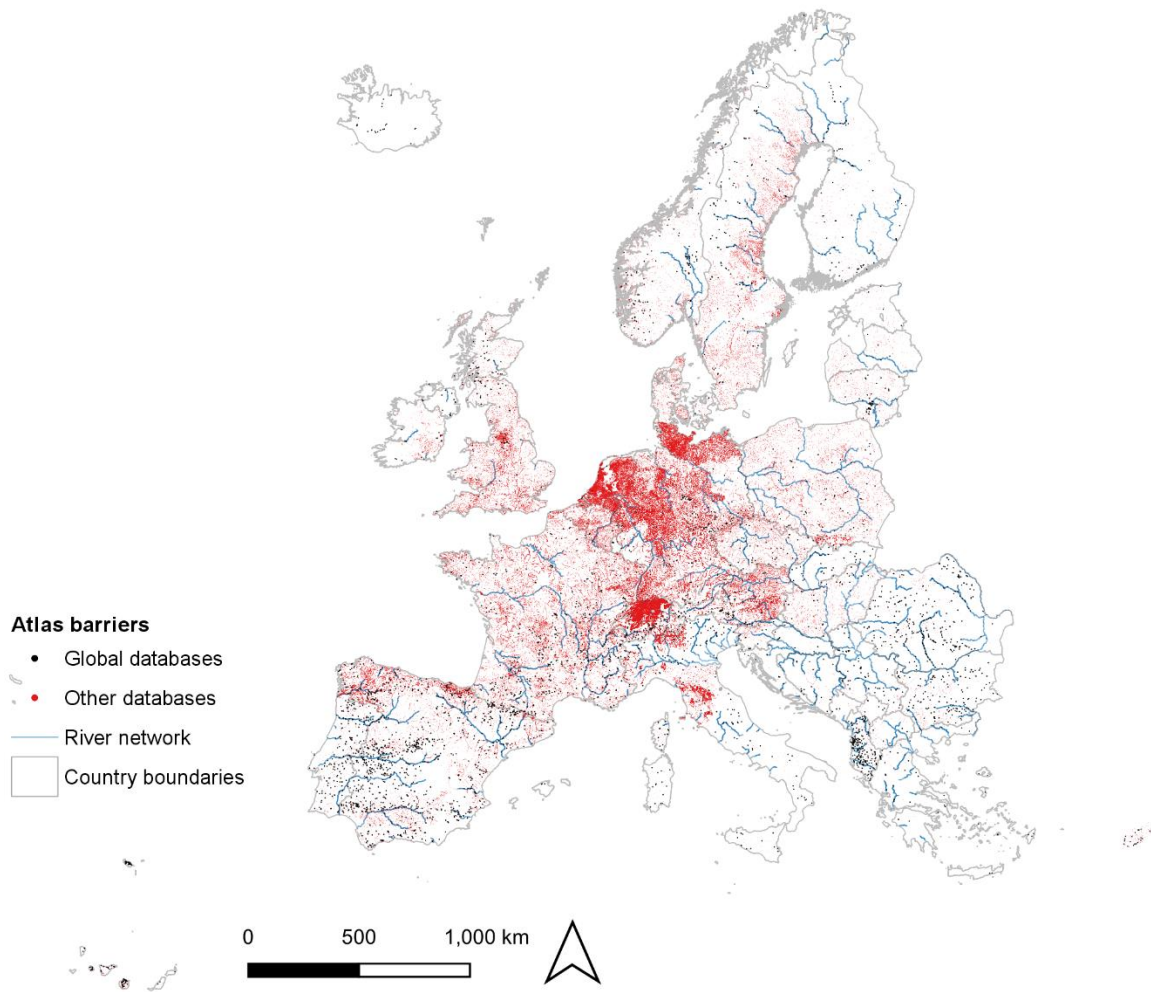 Atlas barriers
Global databases
Other databases
River network
Country boundaries
0 500 1,000 km